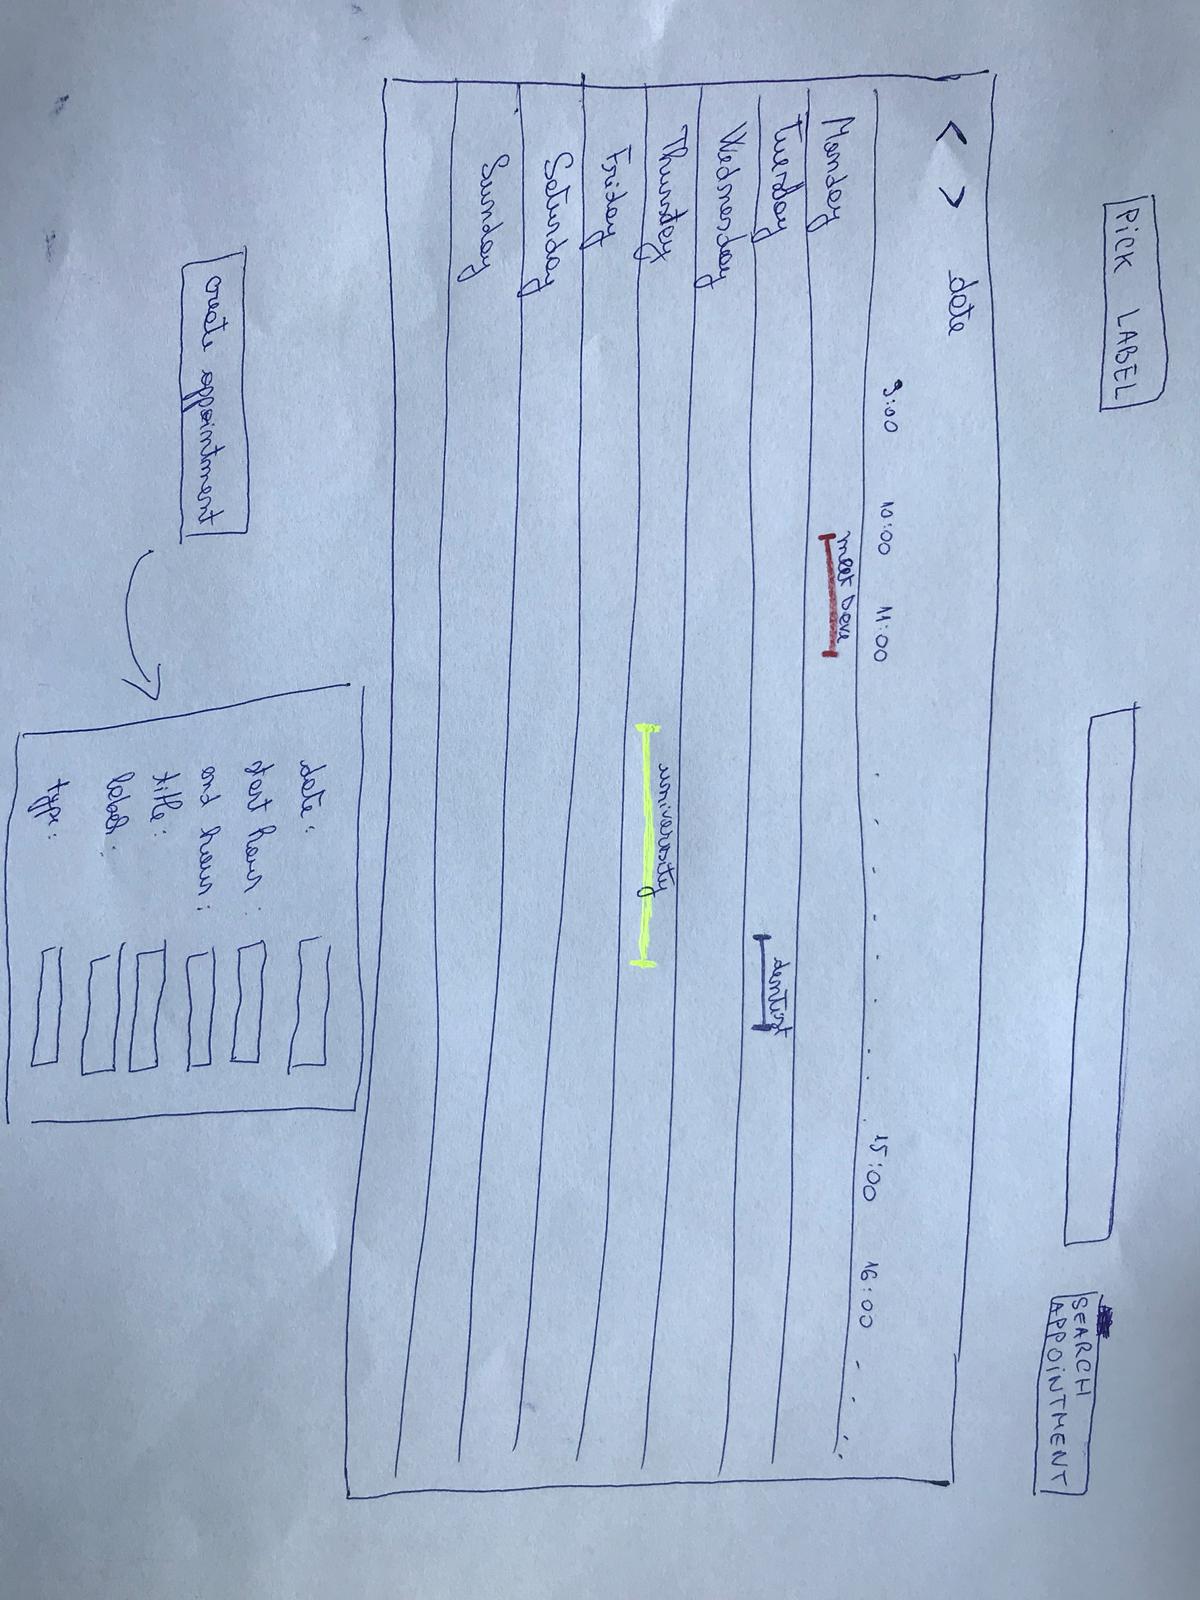 PICK LABEL
SEARCH
APPOINTMENT
< > date
9:00 10:00 11:00 15:00 16:00
Monday
meet Dave
Tuesday
dentist
Wednesday
Thursday
university
Friday
Saturday
Sunday
create appointment
date:
start hour:
end hour:
title:
label:
type: